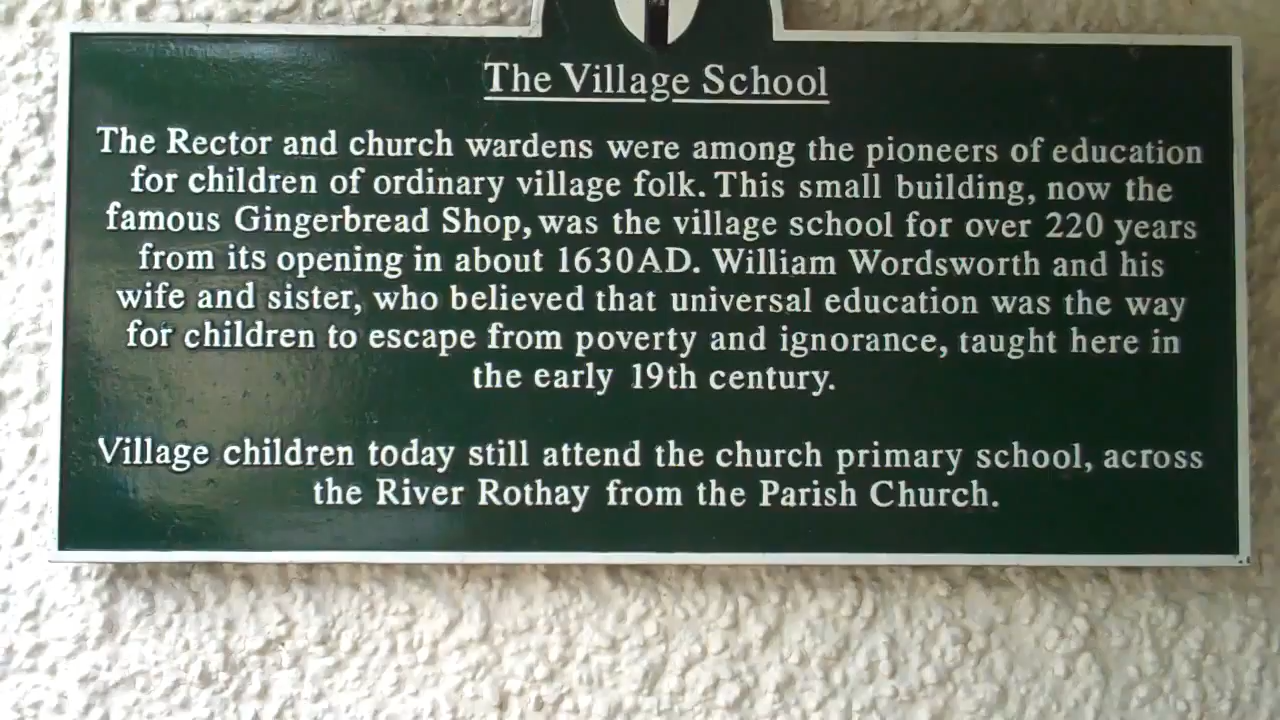 The Village School
The Rector and church wardens were among the pioneers of education
for children of ordinary village folk. This small building, now the
famous Gingerbread Shop, was the village school for over 220 years
from its opening in about 1630AD. William Wordsworth and his
wife and sister, who believed that universal education was the way
for children to escape from poverty and ignorance, taught here in
the early 19th century.
Village children today still attend the church primary school, across
the River Rothay from the Parish Church.